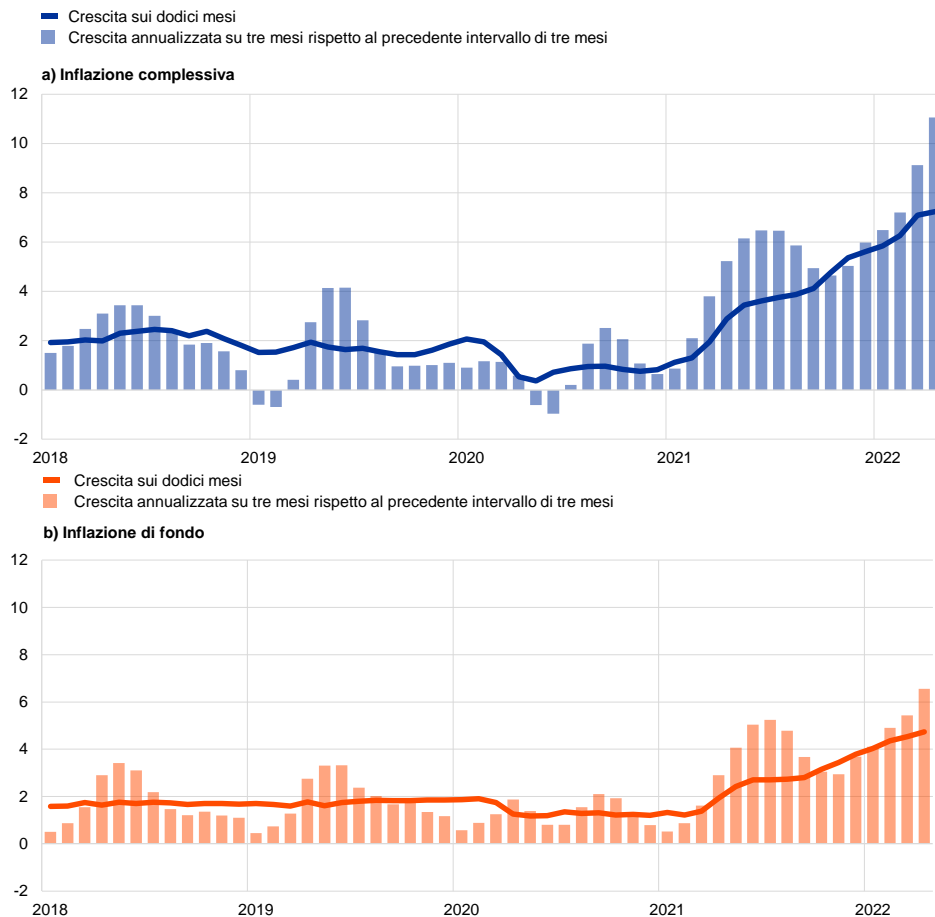 Crescita sui dodici mesi
Crescita annualizzata su tre mesi rispetto al precedente intervallo di tre mesi
a) Inflazione complessiva
12
10
8
6
4
2
0
-2
2018 2019 2020 2021 2022
Crescita sui dodici mesi
Crescita annualizzata su tre mesi rispetto al precedente intervallo di tre mesi
b) Inflazione di fondo
12
10
8
6
4
2
0
-2
2018 2019 2020 2021 2022